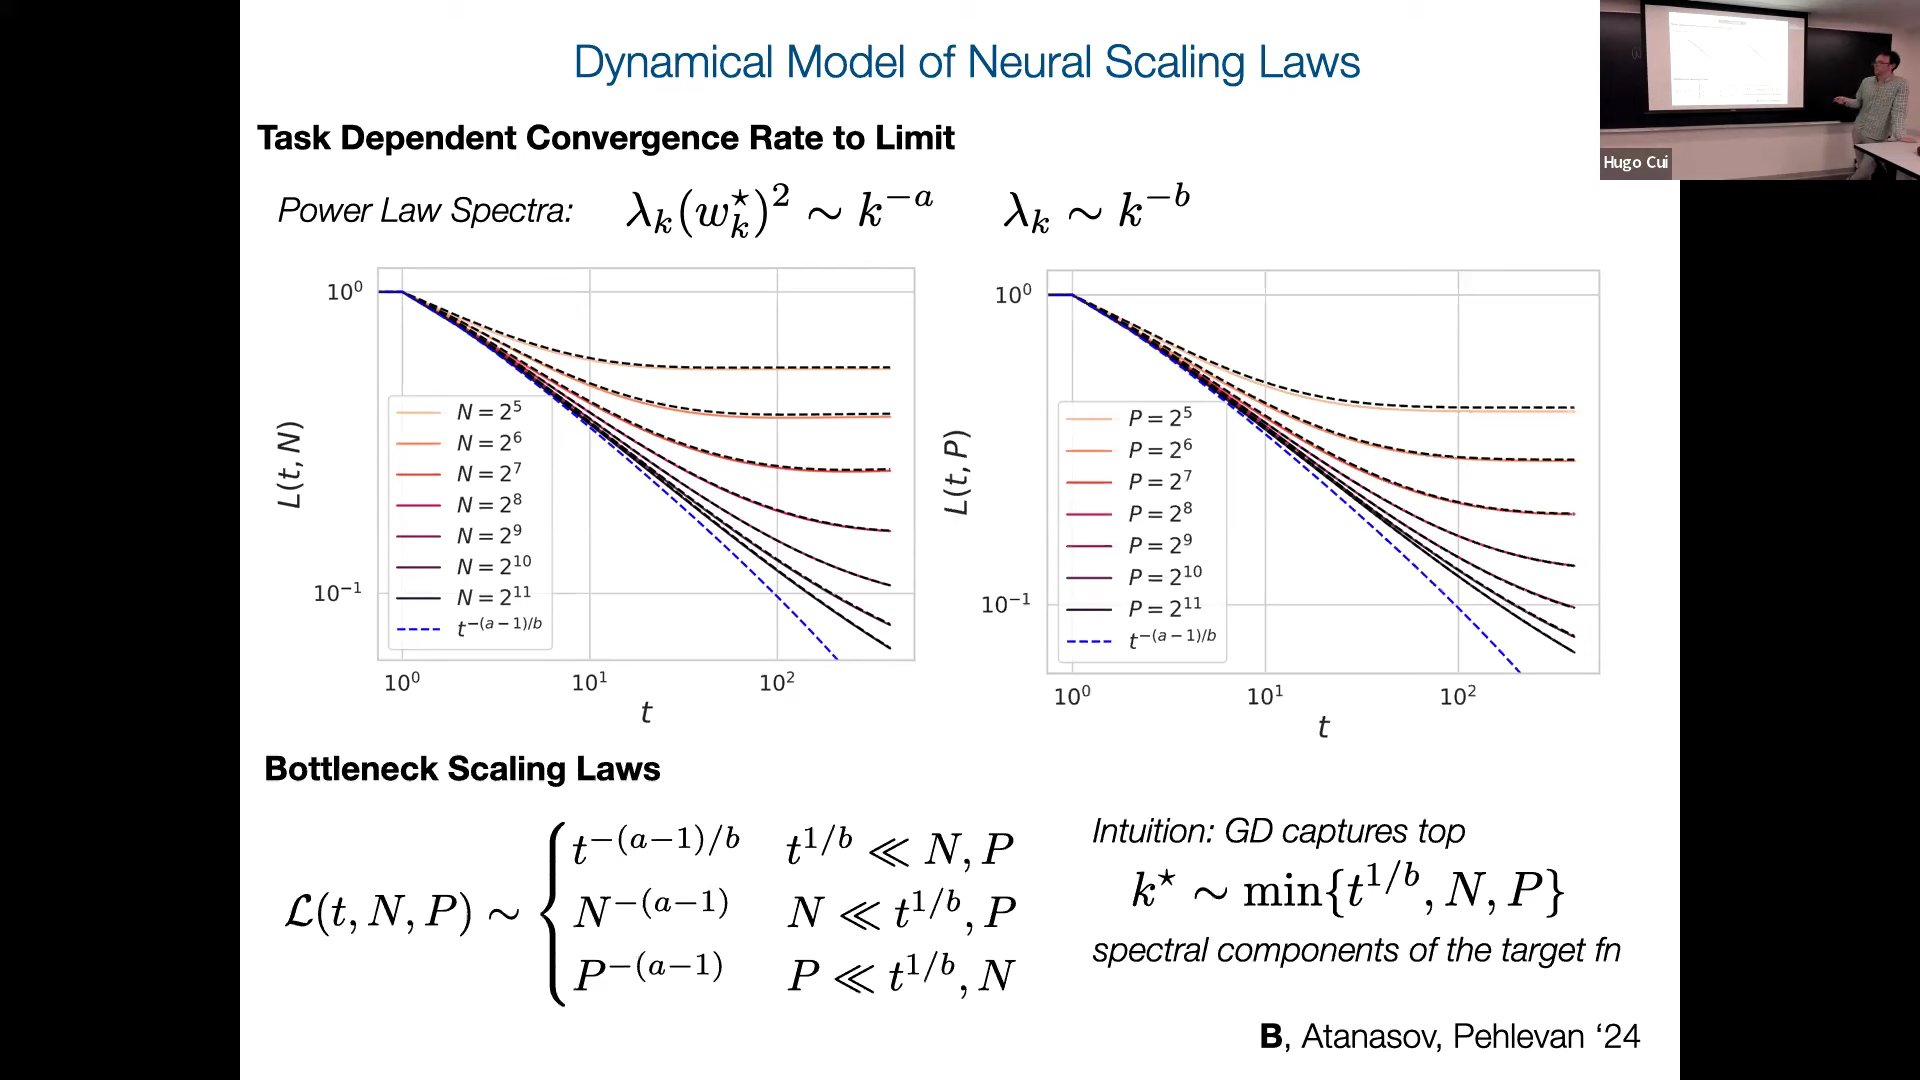 Dynamical Model of Neural Scaling Laws
Hugo Cui
Task Dependent Convergence Rate to Limit
Power Law Spectra: λ_k(w_k^⋆)^2 ∼ k^{−a} λ_k ∼ k^{−b}
L(t, N)
10^0
10^{−1}
N = 2^5
N = 2^6
N = 2^7
N = 2^8
N = 2^9
N = 2^{10}
N = 2^{11}
t^{−(a−1)/b}
10^0 10^1 10^2
t
L(t, P)
10^0
10^{−1}
P = 2^5
P = 2^6
P = 2^7
P = 2^8
P = 2^9
P = 2^{10}
P = 2^{11}
t^{−(a−1)/b}
10^0 10^1 10^2
t
Bottleneck Scaling Laws
ℒ(t, N, P) ∼ {
t^{−(a−1)/b} t^{1/b} ≪ N, P
N^{−(a−1)} N ≪ t^{1/b}, P
P^{−(a−1)} P ≪ t^{1/b}, N
Intuition: GD captures top
k^⋆ ∼ min{t^{1/b}, N, P}
spectral components of the target fn
B, Atanasov, Pehlevan ‘24